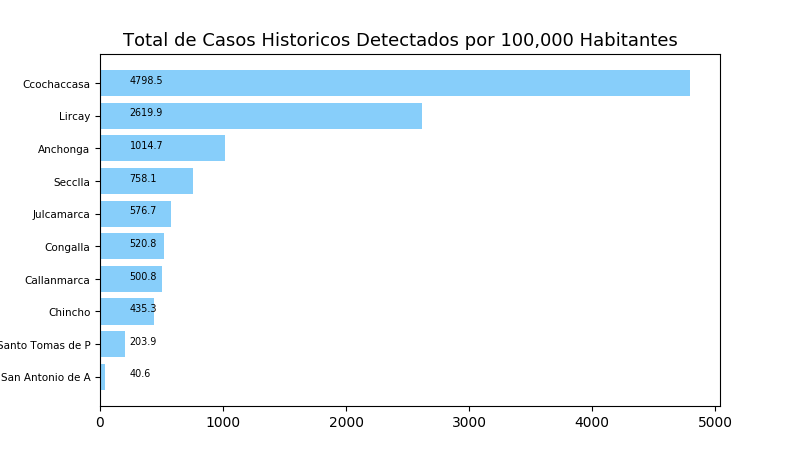 Total de Casos Historicos Detectados por 100,000 Habitantes
Ccochaccasa 4798.5
Lircay 2619.9
Anchonga 1014.7
Secclla 758.1
Julcamarca 576.7
Congalla 520.8
Callanmarca 500.8
Chincho 435.3
Santo Tomas de P 203.9
San Antonio de A 40.6
0 1000 2000 3000 4000 5000